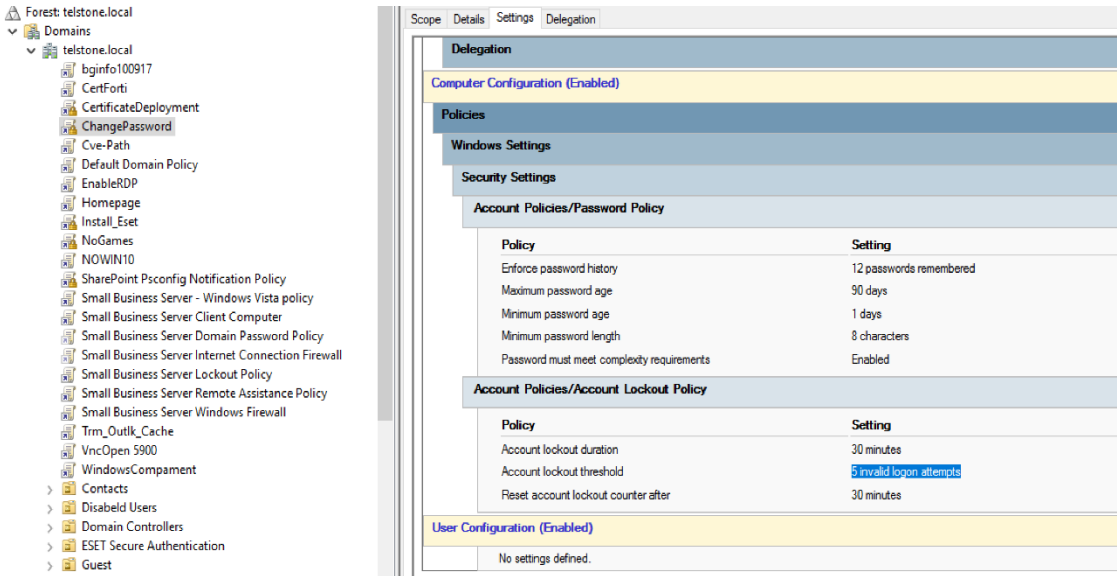 Forest: telstone.local
Domains
telstone.local
bginfo100917
CertForti
CertificateDeployment
ChangePassword
Cve-Path
Default Domain Policy
EnableRDP
Homepage
Install_Eset
NoGames
NOWIN10
SharePoint Psconfig Notification Policy
Small Business Server - Windows Vista policy
Small Business Server Client Computer
Small Business Server Domain Password Policy
Small Business Server Internet Connection Firewall
Small Business Server Lockout Policy
Small Business Server Remote Assistance Policy
Small Business Server Windows Firewall
Trm_Outlk_Cache
VncOpen 5900
WindowsCompament
Contacts
Disabeld Users
Domain Controllers
ESET Secure Authentication
Guest
Scope Details Settings Delegation
Delegation
Computer Configuration (Enabled)
Policies
Windows Settings
Security Settings
Account Policies/Password Policy
Policy Setting
Enforce password history 12 passwords remembered
Maximum password age 90 days
Minimum password age 1 days
Minimum password length 8 characters
Password must meet complexity requirements Enabled
Account Policies/Account Lockout Policy
Policy Setting
Account lockout duration 30 minutes
Account lockout threshold 5 invalid logon attempts
Reset account lockout counter after 30 minutes
User Configuration (Enabled)
No settings defined.